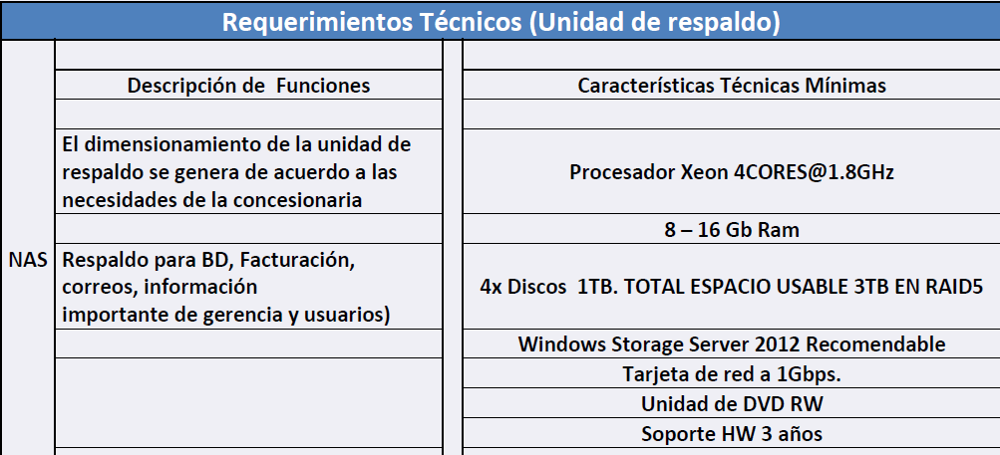 Requerimientos Técnicos (Unidad de respaldo)
Descripción de  Funciones
Características Técnicas Mínimas
El dimensionamiento de la unidad de
respaldo se genera de acuerdo a las
necesidades de la concesionaria
Procesador Xeon 4CORES@1.8GHz
8 – 16 Gb Ram
NAS
Respaldo para BD, Facturación,
correos, información
importante de gerencia y usuarios)
4x Discos  1TB. TOTAL ESPACIO USABLE 3TB EN RAID5
Windows Storage Server 2012 Recomendable
Tarjeta de red a 1Gbps.
Unidad de DVD RW
Soporte HW 3 años